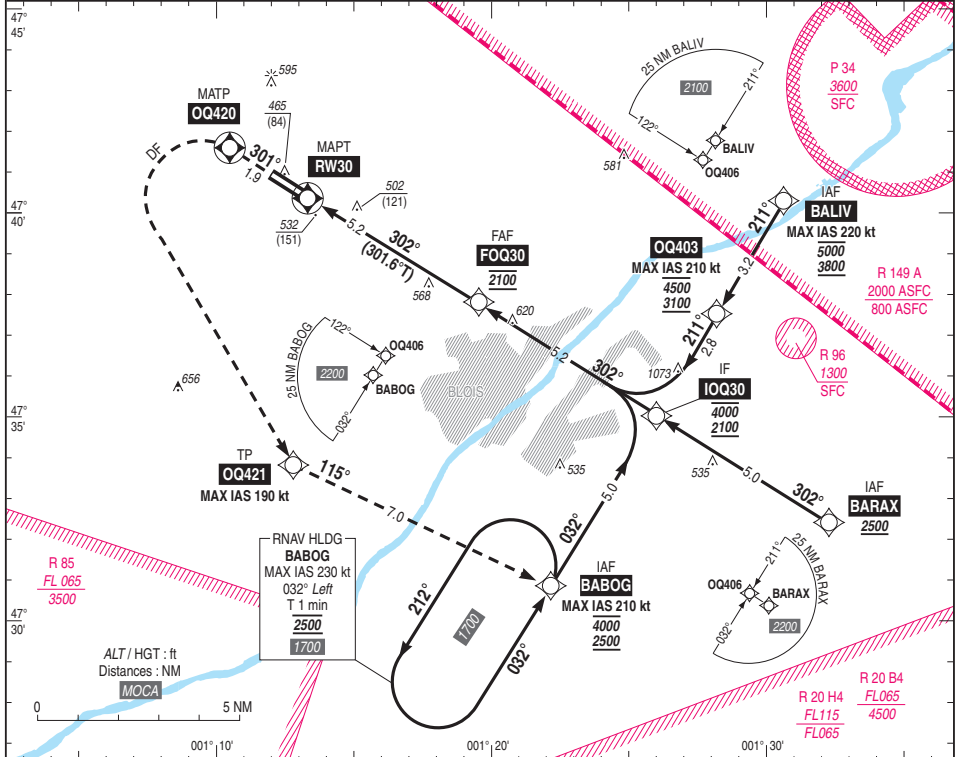 47°
45'
47°
40'
47°
35'
47°
30'
001° 10'
001° 20'
001° 30'
595
MATP
OQ420
465
(84)
DF
301°
1.9
MAPT
RW30
502
(121)
532
(151)
5.2
302°
(301.6°T)
568
FAF
FOQ30
2100
620
5.2
302°
25 NM BALIV
2100
211°
122°
BALIV
OQ406
581
P 34
3600
SFC
IAF
BALIV
MAX IAS 220 kt
5000
3800
211°
3.2
OQ403
MAX IAS 210 kt
4500
3100
211°
2.8
1073
R 149 A
2000 ASFC
800 ASFC
R 96
1300
SFC
IF
IOQ30
4000
2100
BLOIS
25 NM BABOG
122°
OQ406
2200
BABOG
032°
656
535
535
5.0
302°
IAF
BARAX
2500
TP
OQ421
MAX IAS 190 kt
115°
7.0
5.0
032°
IAF
BABOG
MAX IAS 210 kt
4000
2500
RNAV HLDG
BABOG
MAX IAS 230 kt
032° Left
T 1 min
2500
1700
212°
1700
032°
25 NM BARAX
211°
OQ406
BARAX
032°
2200
R 85
FL 065
3500
ALT / HGT : ft
Distances : NM
MOCA
0
5 NM
R 20 H4
FL115
FL065
R 20 B4
FL065
4500